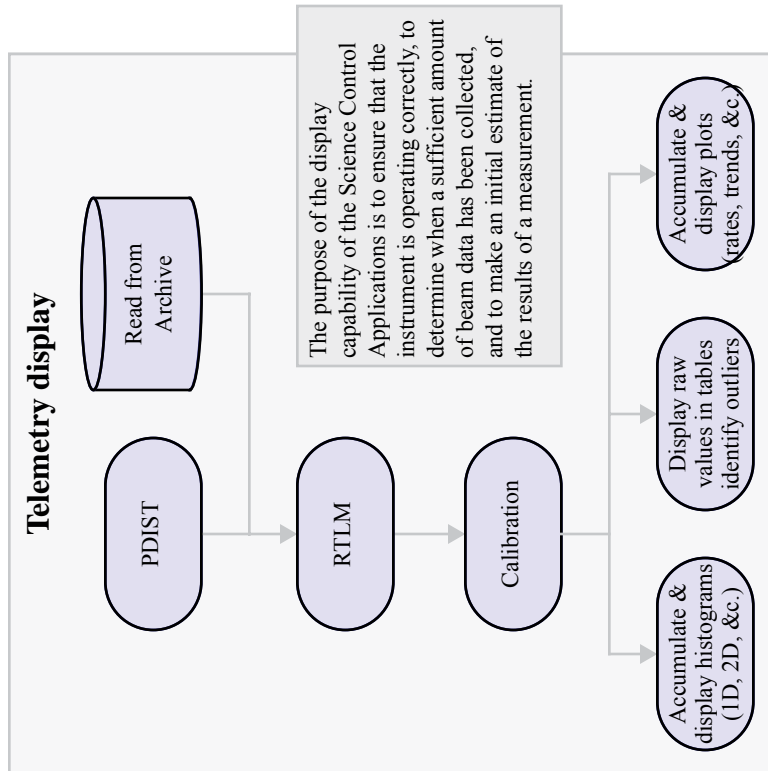 Telemetry display
PDIST
Read from
Archive
RTLM
The purpose of the display
capability of the Science Control
Applications is to ensure that the
instrument is operating correctly, to
determine when a sufficient amount
of beam data has been collected,
and to make an initial estimate of
the results of a measurement.
Calibration
Accumulate &
display histograms
(1D, 2D, &c.)
Display raw
values in tables
identify outliers
Accumulate &
display plots
(rates, trends, &c.)